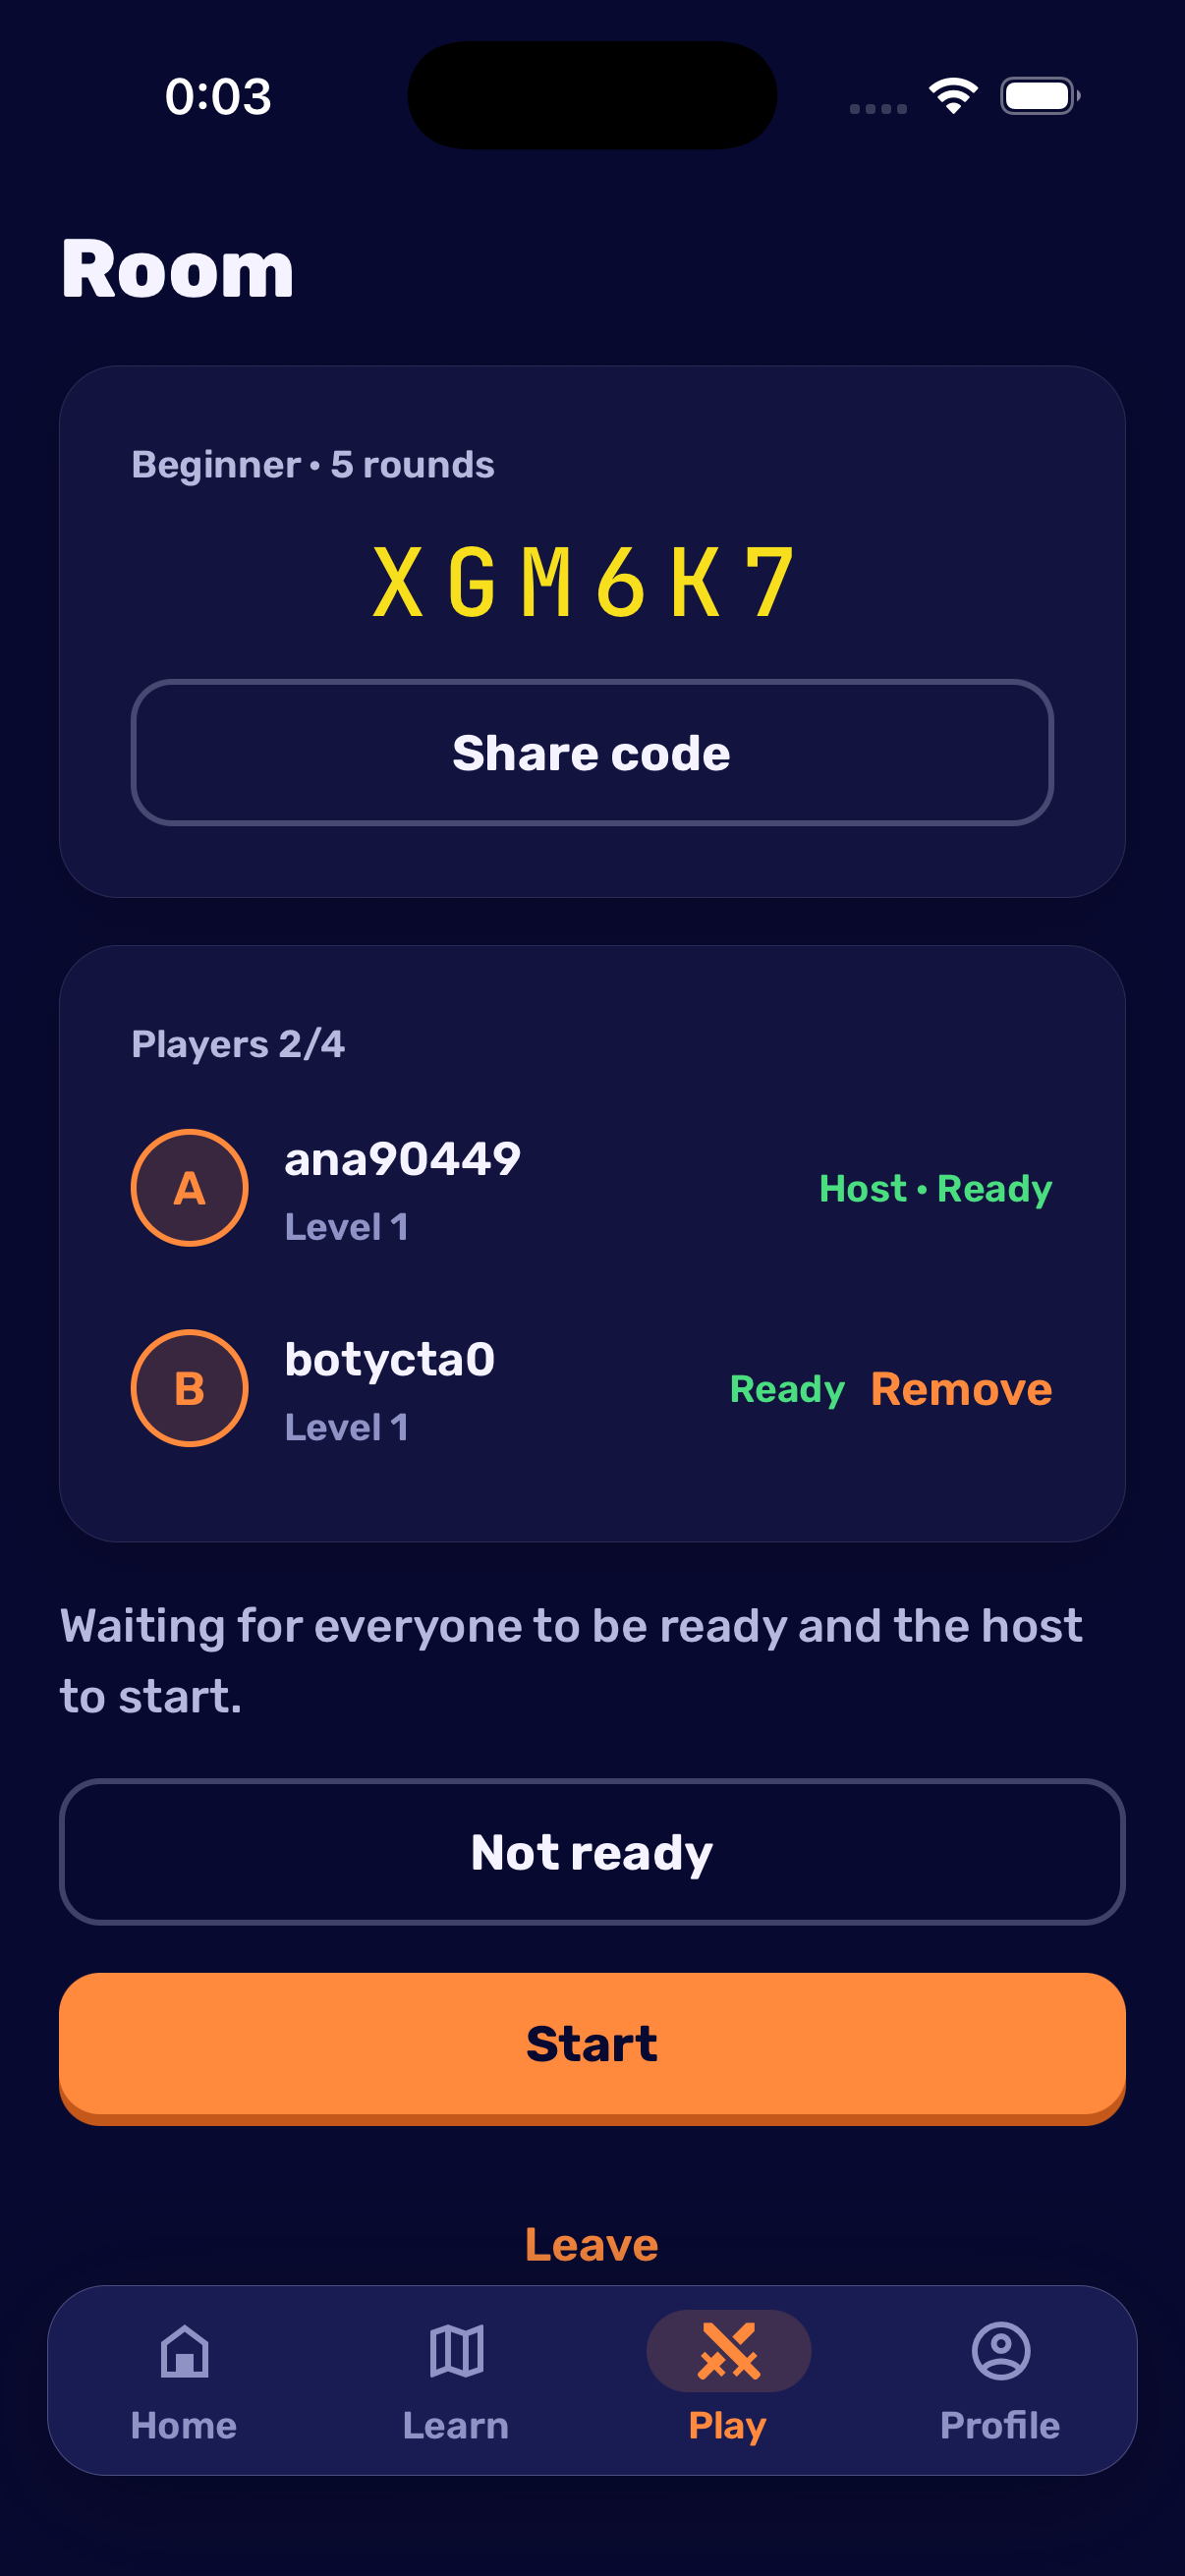 0:03
Room
Beginner • 5 rounds
XGM6K7
Share code
Players 2/4
A
ana90449
Level 1
Host • Ready
B
botycta0
Level 1
Ready Remove
Waiting for everyone to be ready and the host
to start.
Not ready
Start
Leave
Home Learn Play Profile